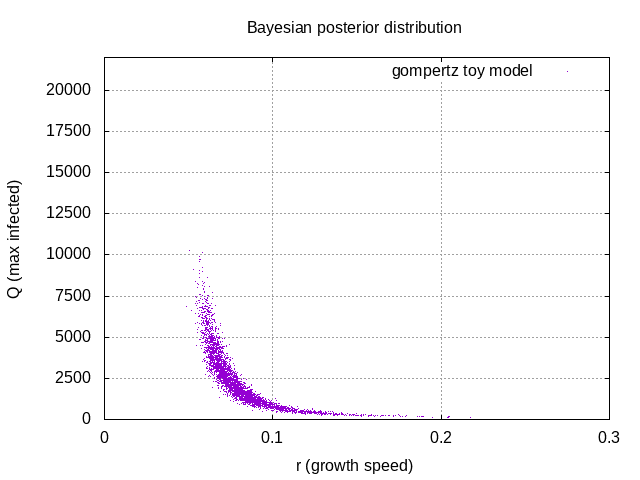 Bayesian posterior distribution
gompertz toy model
20000
17500
15000
12500
10000
7500
5000
2500
0
Q (max infected)
0 0.1 0.2 0.3
r (growth speed)